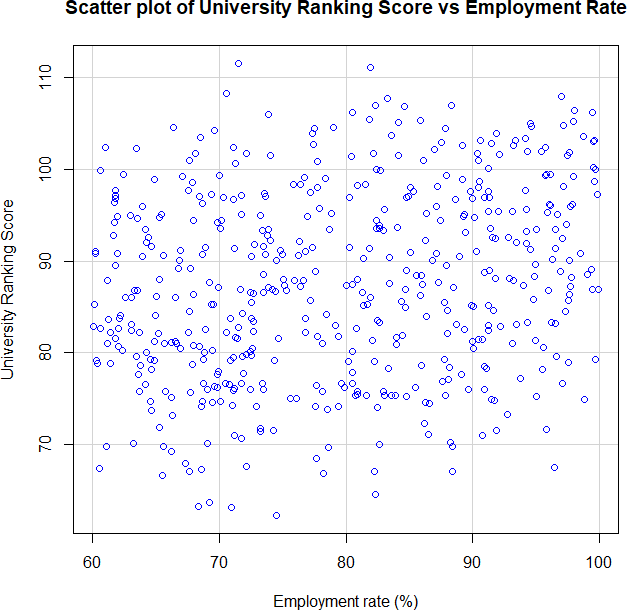 Scatter plot of University Ranking Score vs Employment Rate
University Ranking Score
110
100
90
80
70
60 70 80 90 100
Employment rate (%)